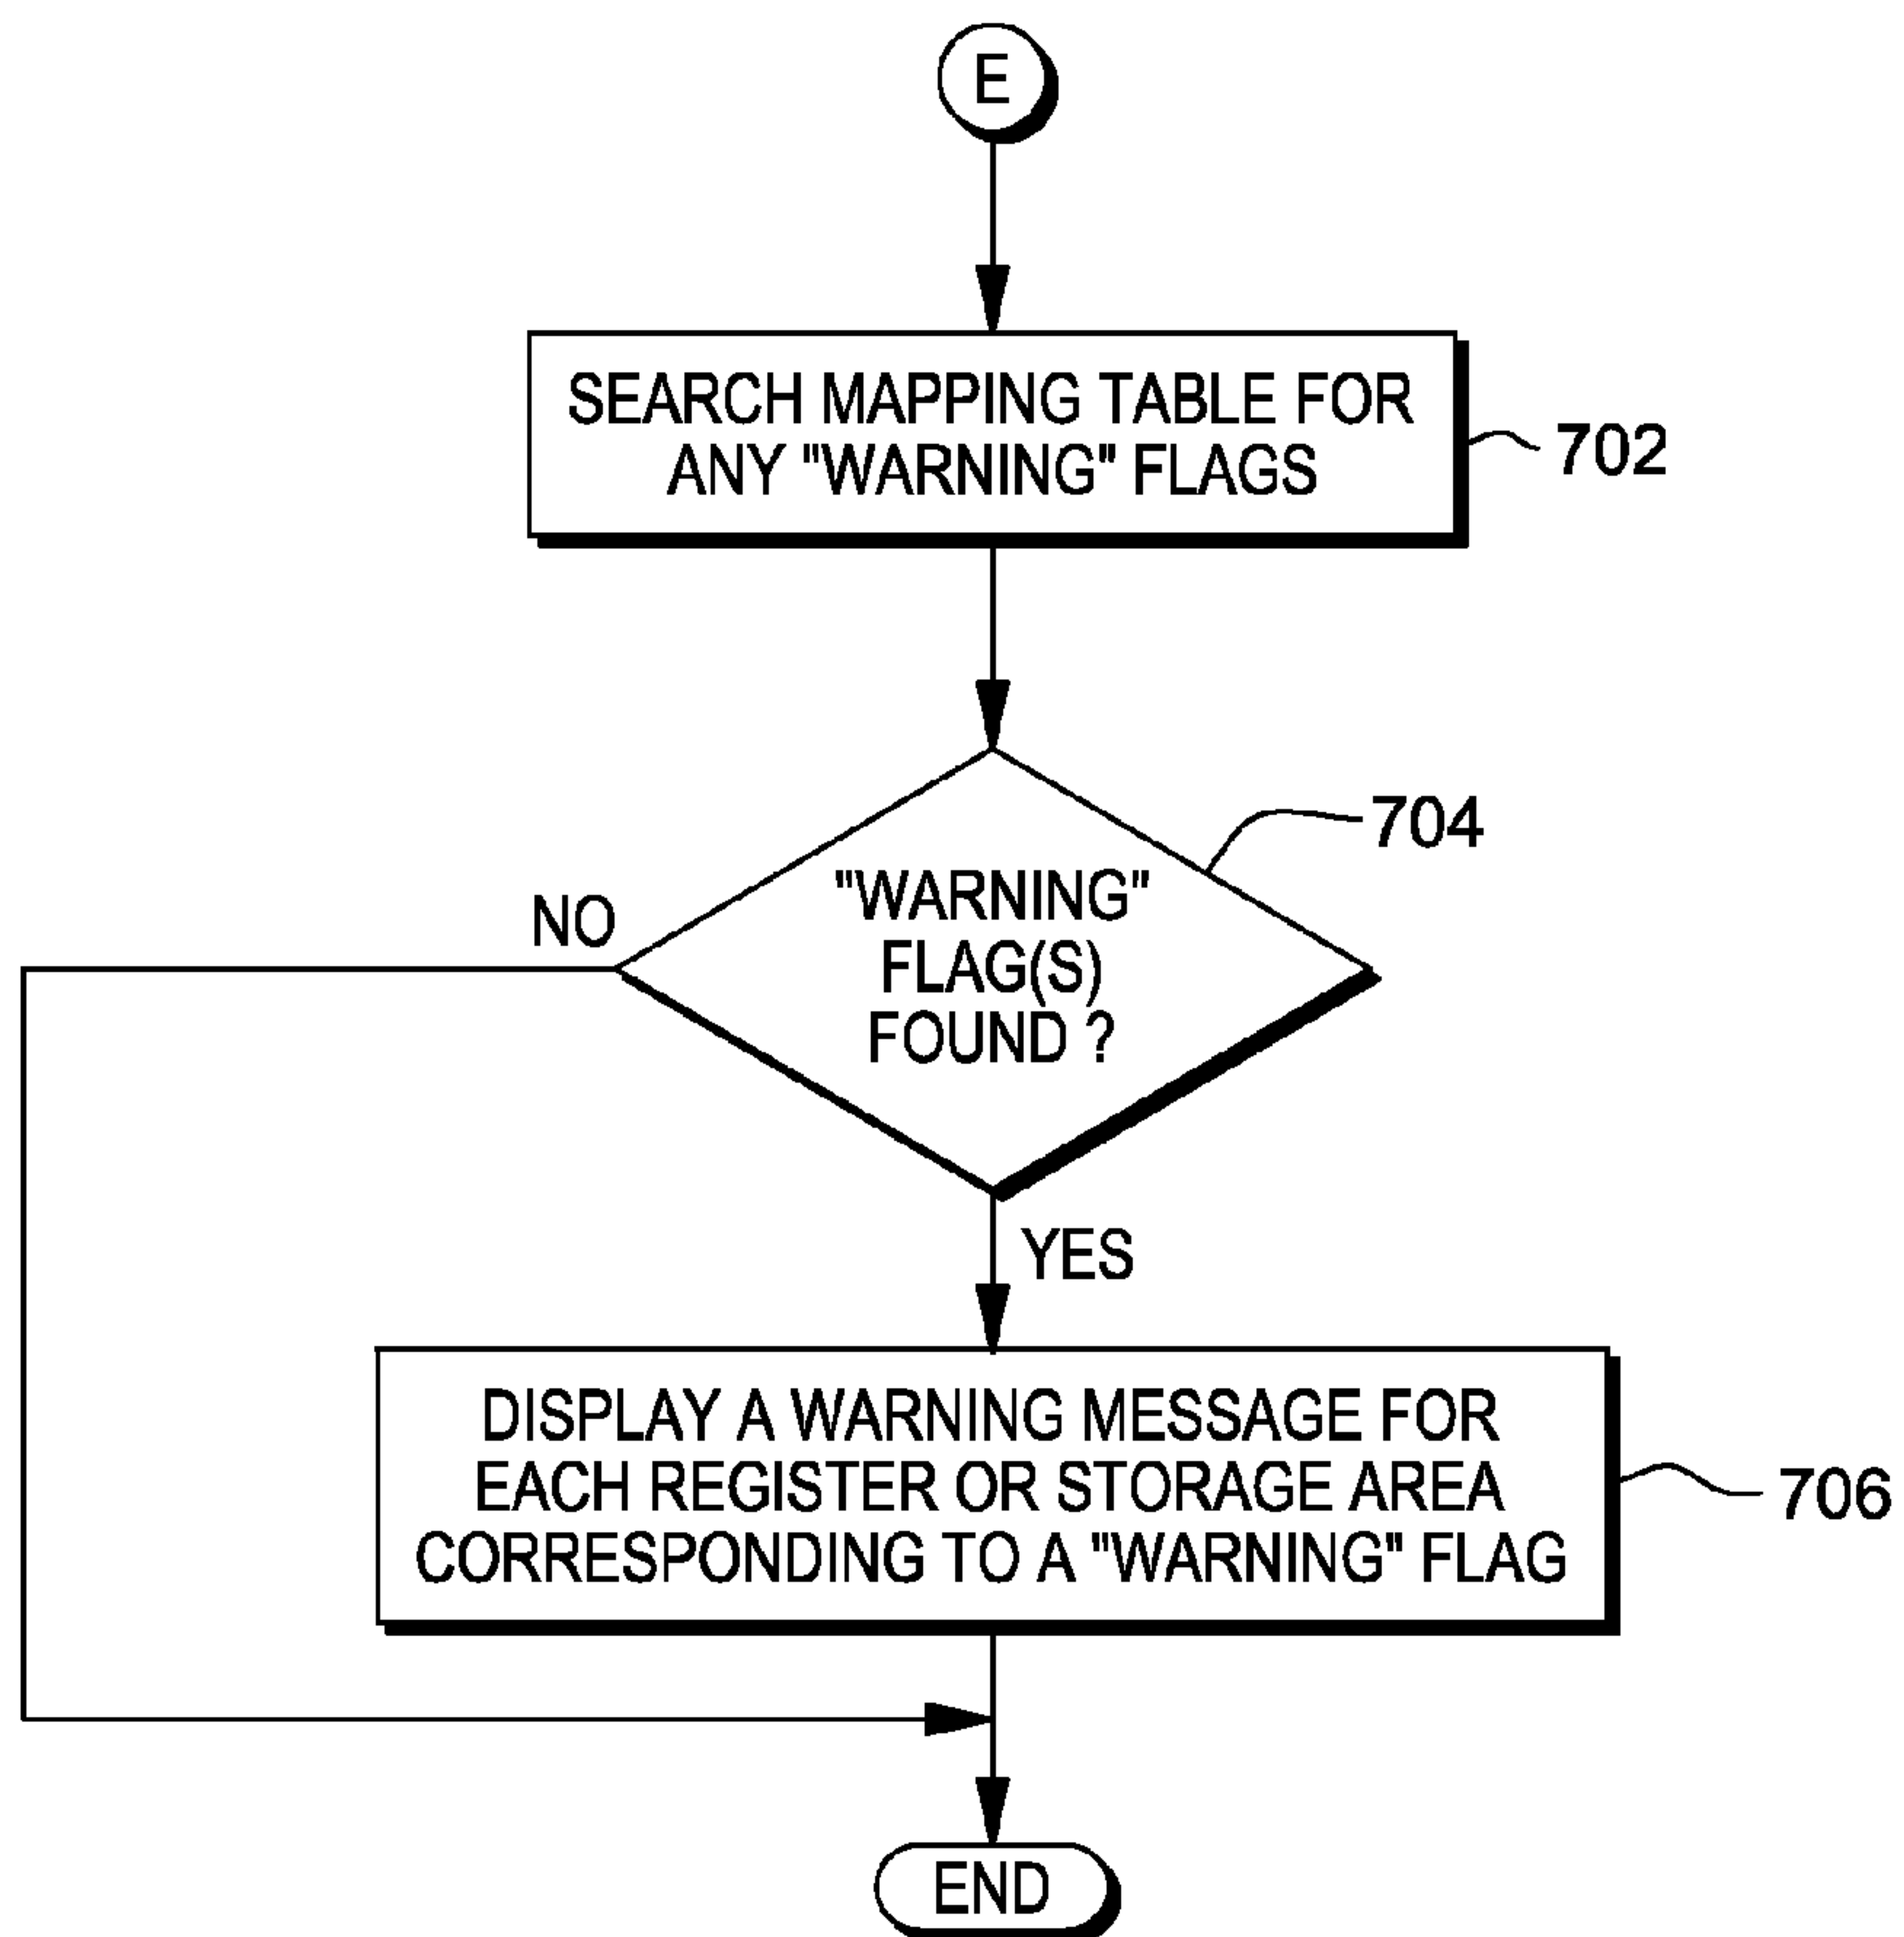 E
SEARCH MAPPING TABLE FOR
ANY "WARNING" FLAGS
702
704
"WARNING"
FLAG(S)
FOUND ?
NO
YES
DISPLAY A WARNING MESSAGE FOR
EACH REGISTER OR STORAGE AREA
CORRESPONDING TO A "WARNING" FLAG
706
END